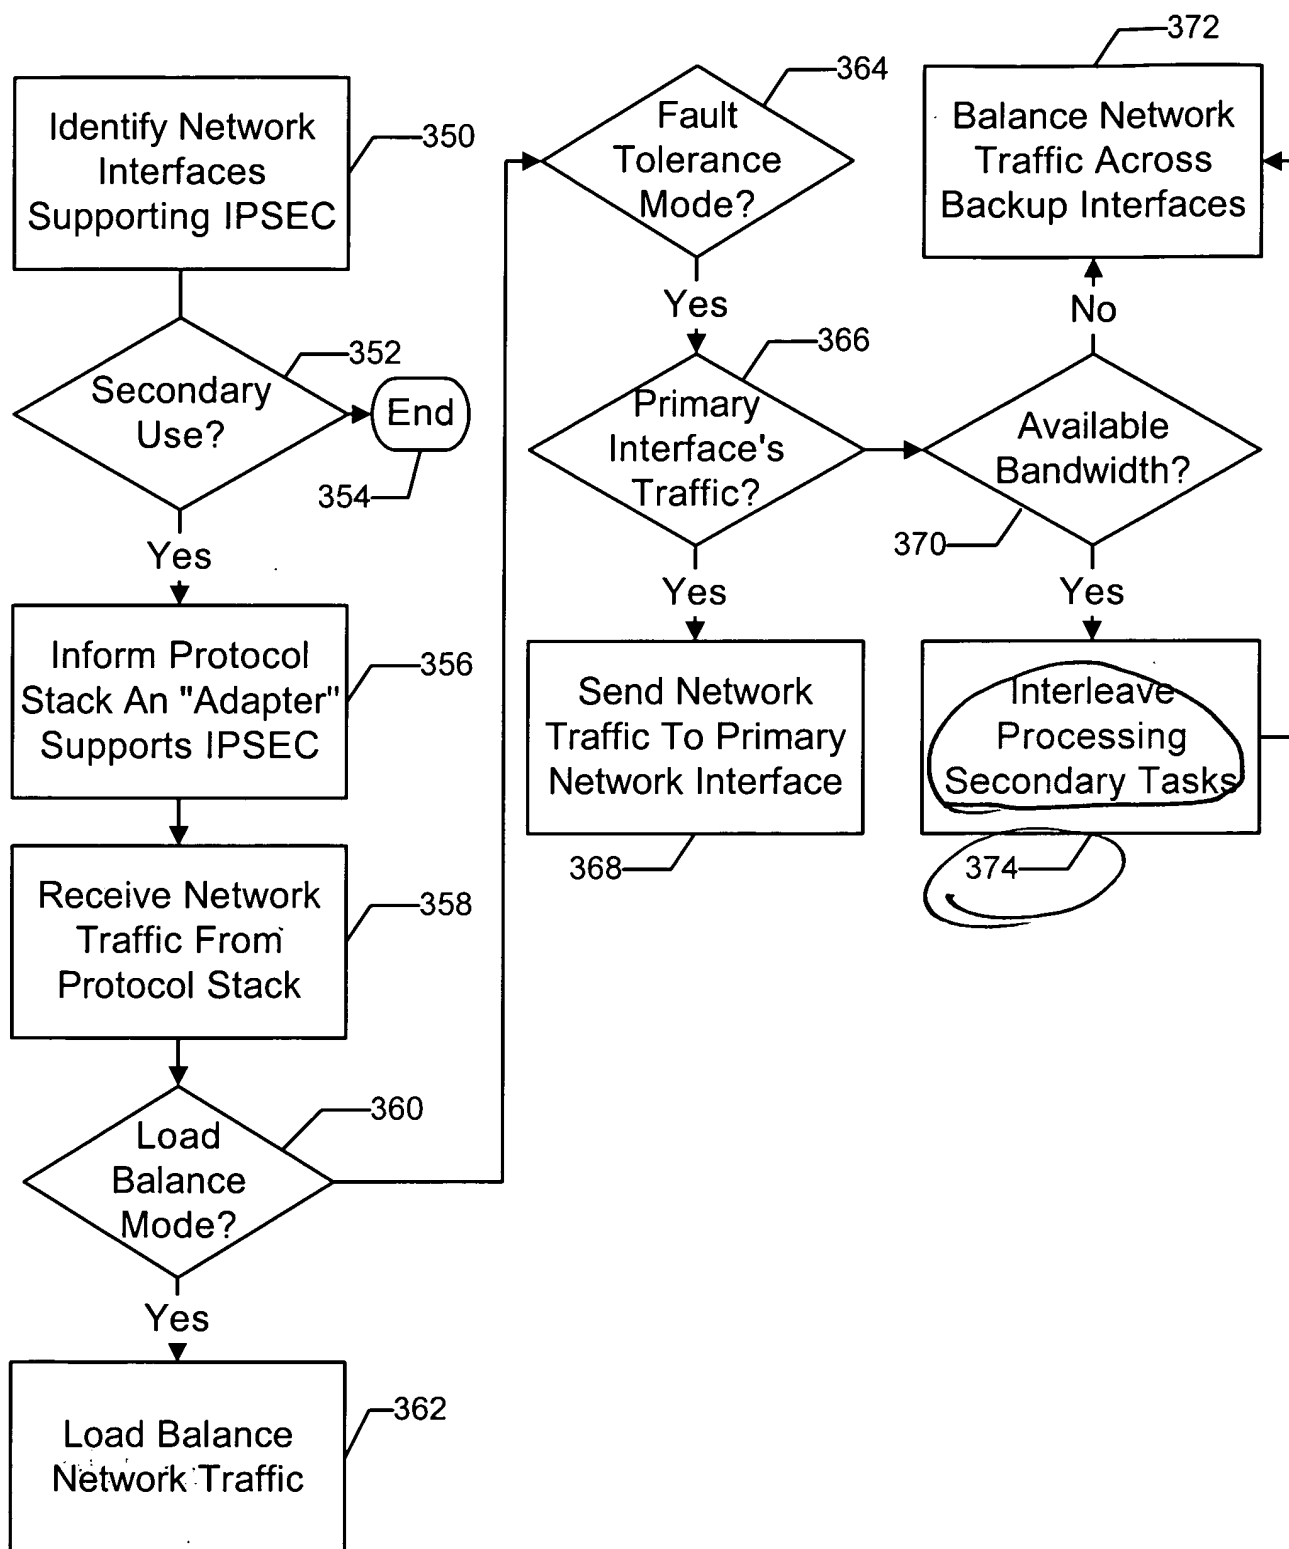 Identify Network
Interfaces
Supporting IPSEC
350
Secondary
Use?
352
End
354
Yes
Inform Protocol
Stack An "Adapter"
Supports IPSEC
356
Receive Network
Traffic From
Protocol Stack
358
Load
Balance
Mode?
360
Yes
Load Balance
Network Traffic
362
Fault
Tolerance
Mode?
364
Yes
Primary
Interface's
Traffic?
366
Yes
Send Network
Traffic To Primary
Network Interface
368
372
Balance Network
Traffic Across
Backup Interfaces
No
Available
Bandwidth?
370
Yes
Interleave
Processing
Secondary Tasks
374